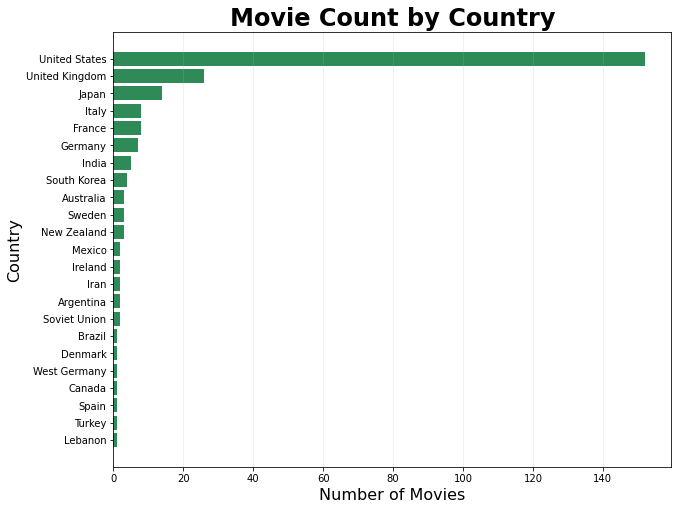 Movie Count by Country
United States
United Kingdom
Japan
Italy
France
Germany
India
South Korea
Australia
Sweden
New Zealand
Mexico
Ireland
Iran
Argentina
Soviet Union
Brazil
Denmark
West Germany
Canada
Spain
Turkey
Lebanon
Country
0 20 40 60 80 100 120 140
Number of Movies